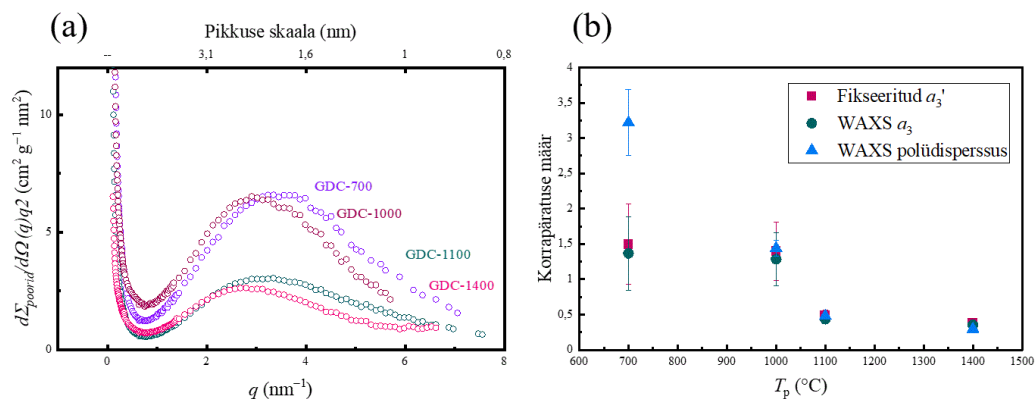 (a)
Pikkuse skaala (nm)
-- 3,1 1,6 1 0,8
dΣpoorid/dΩ(q)q2 (cm² g⁻¹ nm²)
10
5
0
GDC-700
GDC-1000
GDC-1100
GDC-1400
0 2 4 6 8
q (nm⁻¹)
(b)
Korrapäratuse määr
4
3,5
3
2,5
2
1,5
1
0,5
0
Fikseeritud a₃'
WAXS a₃
WAXS polüdisperssus
600 700 800 900 1000 1100 1200 1300 1400 1500
Tₚ (°C)